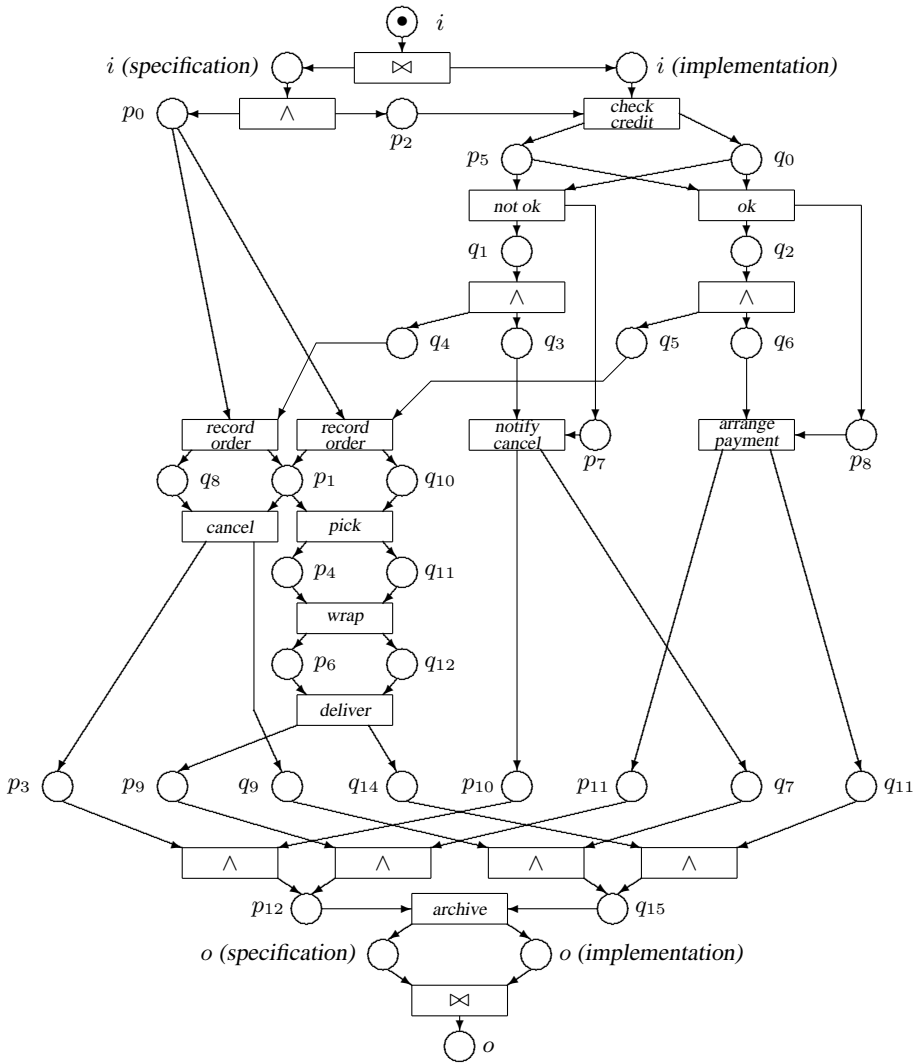 i
i (specification) ⋈ i (implementation)
p0 ∧ p2 check credit
p5 q0
not ok ok
q1 q2
∧ ∧
q4 q3 q5 q6
record order record order notify cancel arrange payment
p7 p8
q8 p1 q10
cancel pick
p4 q11
wrap
p6 q12
deliver
p3 p9 q9 q14 p10 p11 q7 q11
∧ ∧ ∧ ∧
p12 archive q15
o (specification) o (implementation)
⋈
o